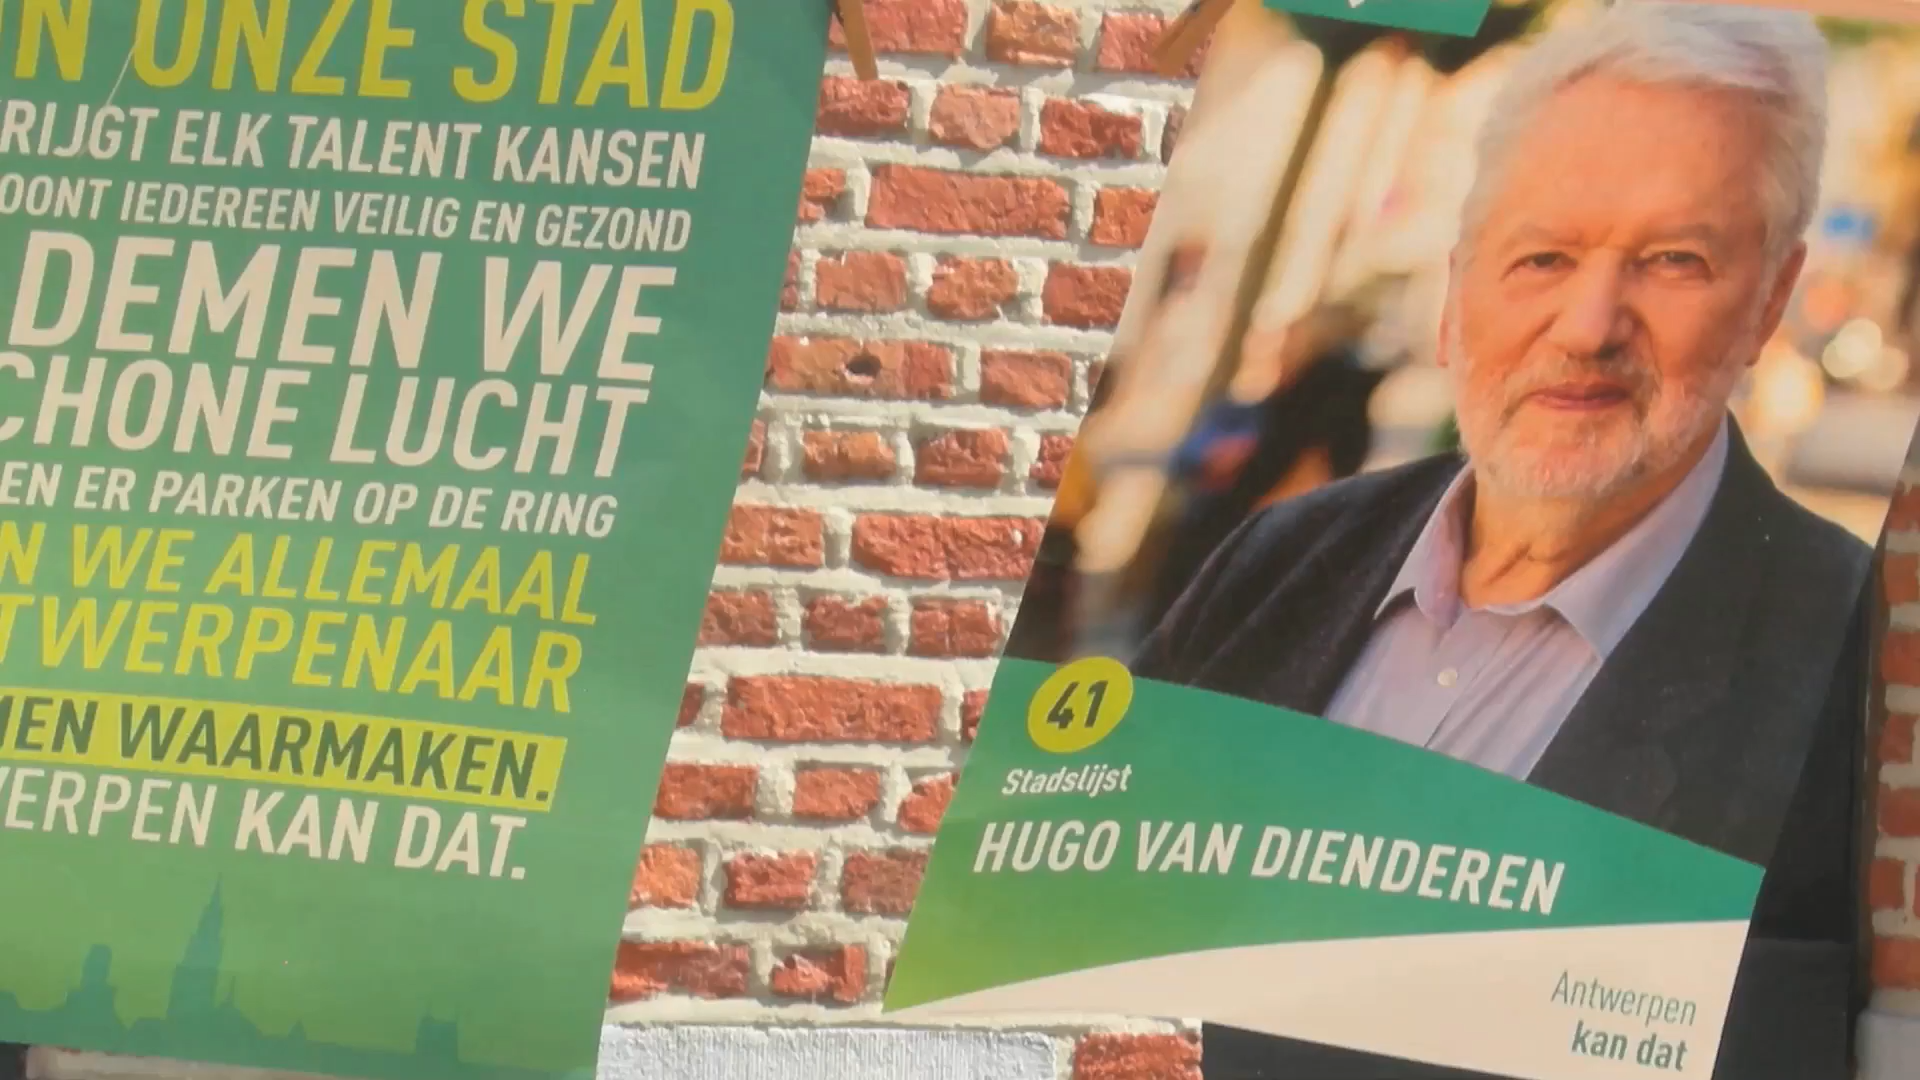 IN ONZE STAD
RIJGT ELK TALENT KANSEN
OONT IEDEREEN VEILIG EN GEZOND
DEMEN WE
CHONE LUCHT
EN ER PARKEN OP DE RING
N WE ALLEMAAL
TWERPENAAR
MEN WAARMAKEN.
WERPEN KAN DAT.
41
Stadslijst
HUGO VAN DIENDEREN
Antwerpen
kan dat